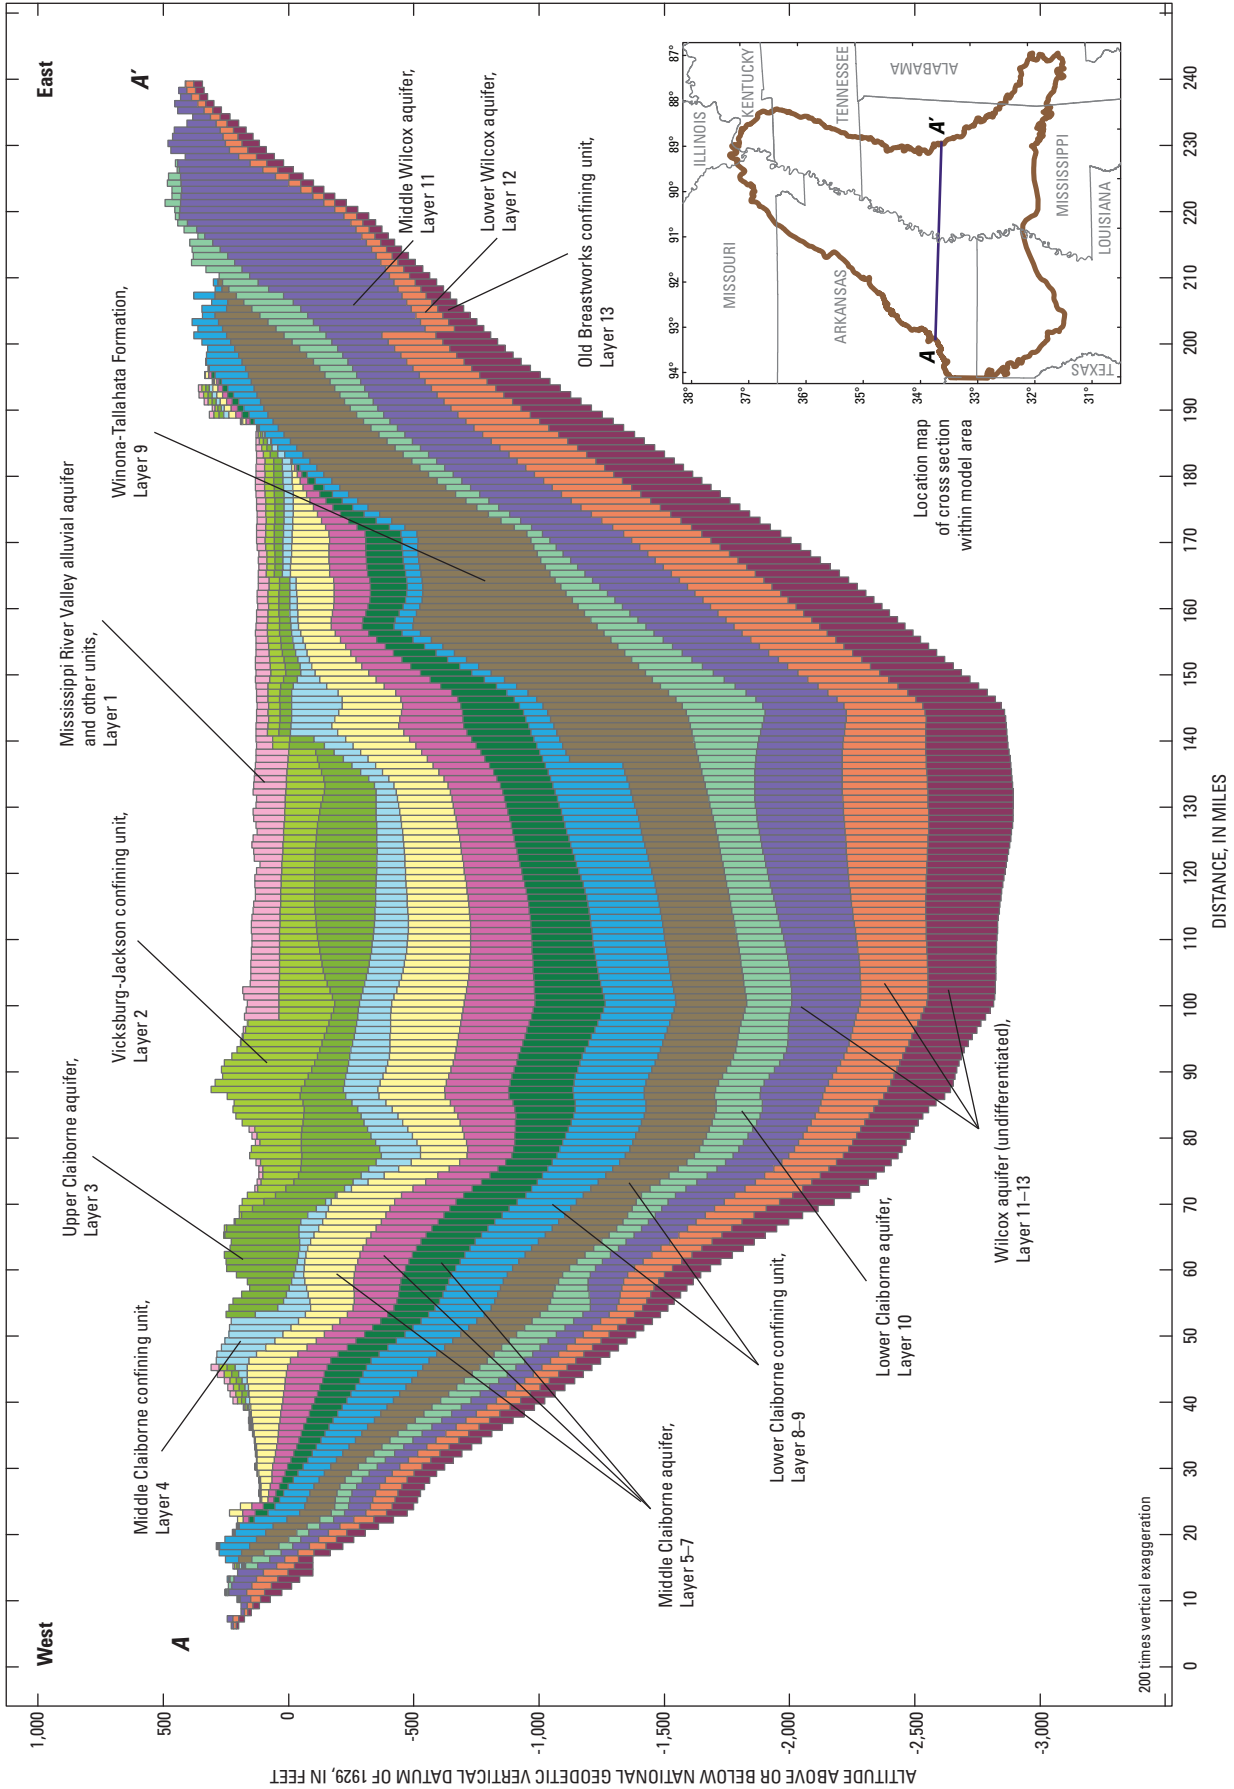 West
East
A
A′
Middle Claiborne confining unit,
Layer 4
Upper Claiborne aquifer,
Layer 3
Vicksburg-Jackson confining unit,
Layer 2
Mississippi River Valley alluvial aquifer
and other units,
Layer 1
Winona-Tallahata Formation,
Layer 9
Middle Wilcox aquifer,
Layer 11
Lower Wilcox aquifer,
Layer 12
Old Breastworks confining unit,
Layer 13
Middle Claiborne aquifer,
Layer 5–7
Lower Claiborne confining unit,
Layer 8–9
Lower Claiborne aquifer,
Layer 10
Wilcox aquifer (undifferentiated),
Layer 11–13
Location map
of cross section
within model area
94°
93°
92°
91°
90°
89°
88°
87°
38°
37°
36°
35°
34°
33°
32°
31°
MISSOURI
ILLINOIS
KENTUCKY
TENNESSEE
ARKANSAS
ALABAMA
MISSISSIPPI
LOUISIANA
TEXAS
A
A′
200 times vertical exaggeration
1,000
500
0
-500
-1,000
-1,500
-2,000
-2,500
-3,000
ALTITUDE ABOVE OR BELOW NATIONAL GEODETIC VERTICAL DATUM OF 1929, IN FEET
0
10
20
30
40
50
60
70
80
90
100
110
120
130
140
150
160
170
180
190
200
210
220
230
240
DISTANCE, IN MILES